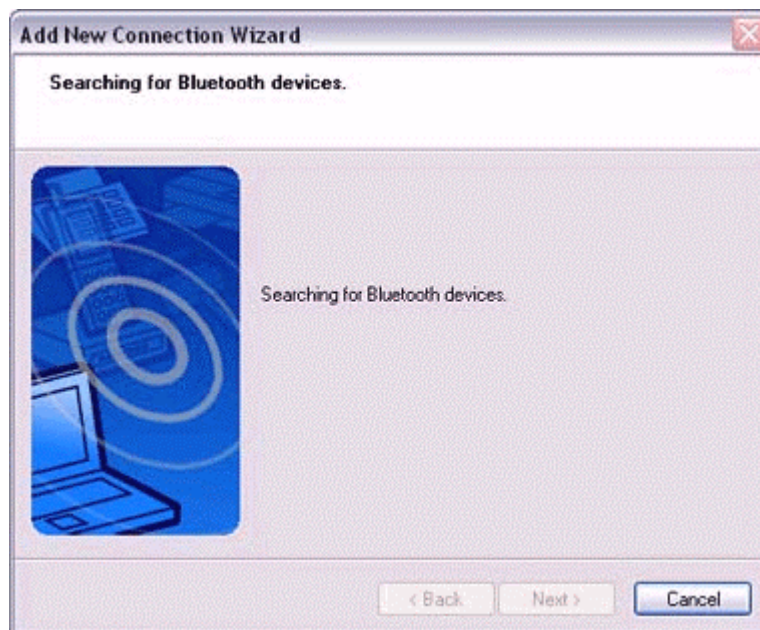 Add New Connection Wizard
Searching for Bluetooth devices.
Searching for Bluetooth devices.
< Back
Next >
Cancel